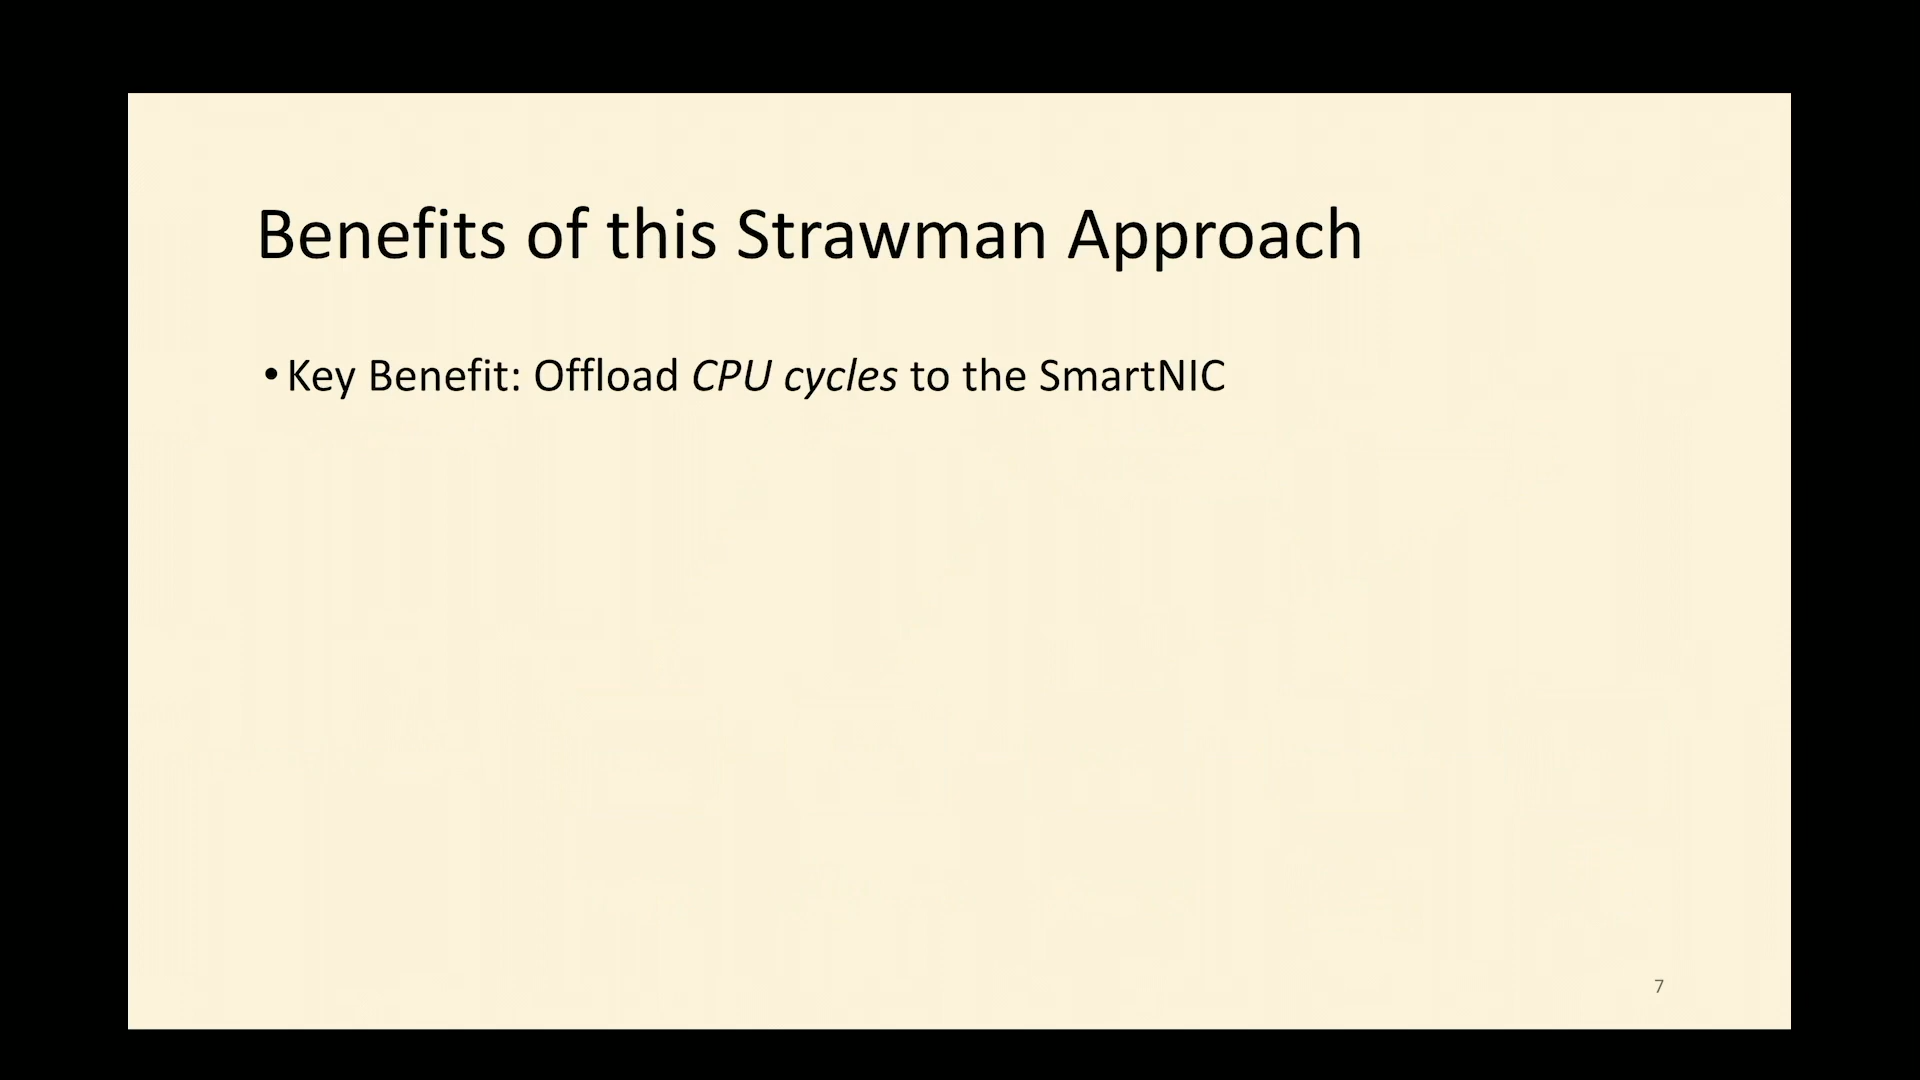 Benefits of this Strawman Approach
• Key Benefit: Offload CPU cycles to the SmartNIC
7